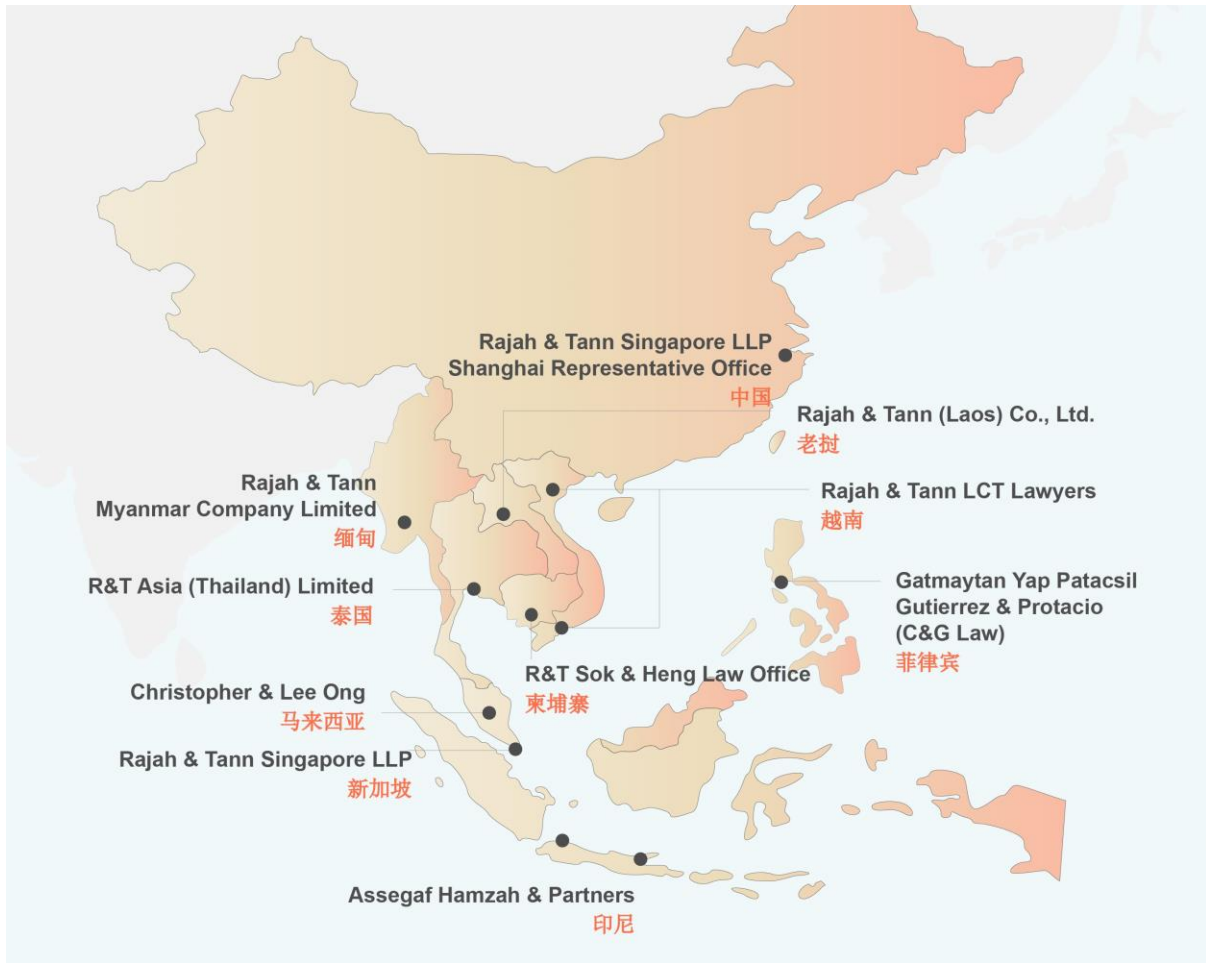 Rajah & Tann Singapore LLP
Shanghai Representative Office
中国
Rajah & Tann (Laos) Co., Ltd.
老挝
Rajah & Tann
Myanmar Company Limited
缅甸
Rajah & Tann LCT Lawyers
越南
R&T Asia (Thailand) Limited
泰国
Gatmaytan Yap Patacsil
Gutierrez & Protacio
(C&G Law)
菲律宾
R&T Sok & Heng Law Office
柬埔寨
Christopher & Lee Ong
马来西亚
Rajah & Tann Singapore LLP
新加坡
Assegaf Hamzah & Partners
印尼